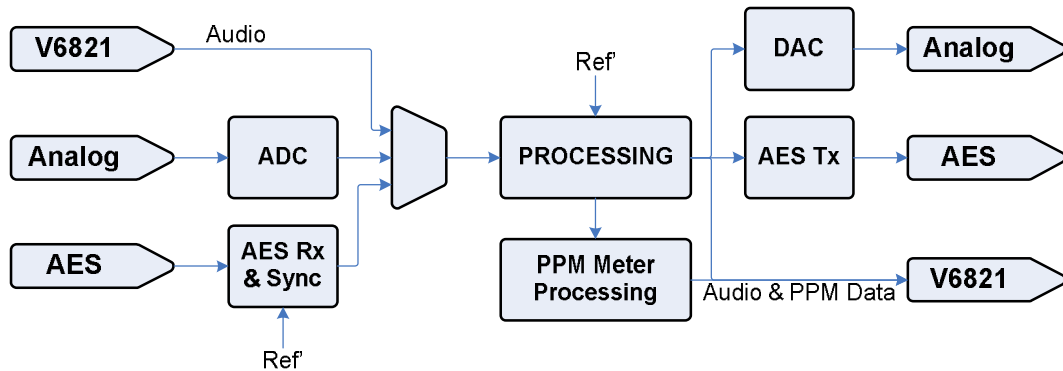 V6821
Audio
DAC
Analog
Ref'
Analog
ADC
PROCESSING
AES Tx
AES
AES
AES Rx
& Sync
PPM Meter
Processing
Audio & PPM Data
V6821
Ref'